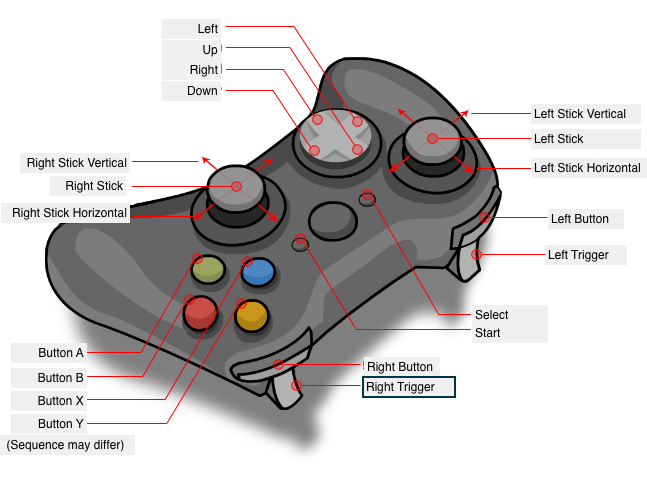 Left
Up
Right
Down
Left Stick Vertical
Left Stick
Left Stick Horizontal
Right Stick Vertical
Right Stick
Right Stick Horizontal
Left Button
Left Trigger
Select
Start
Button A
Button B
Button X
Button Y
(Sequence may differ)
Right Button
Right Trigger